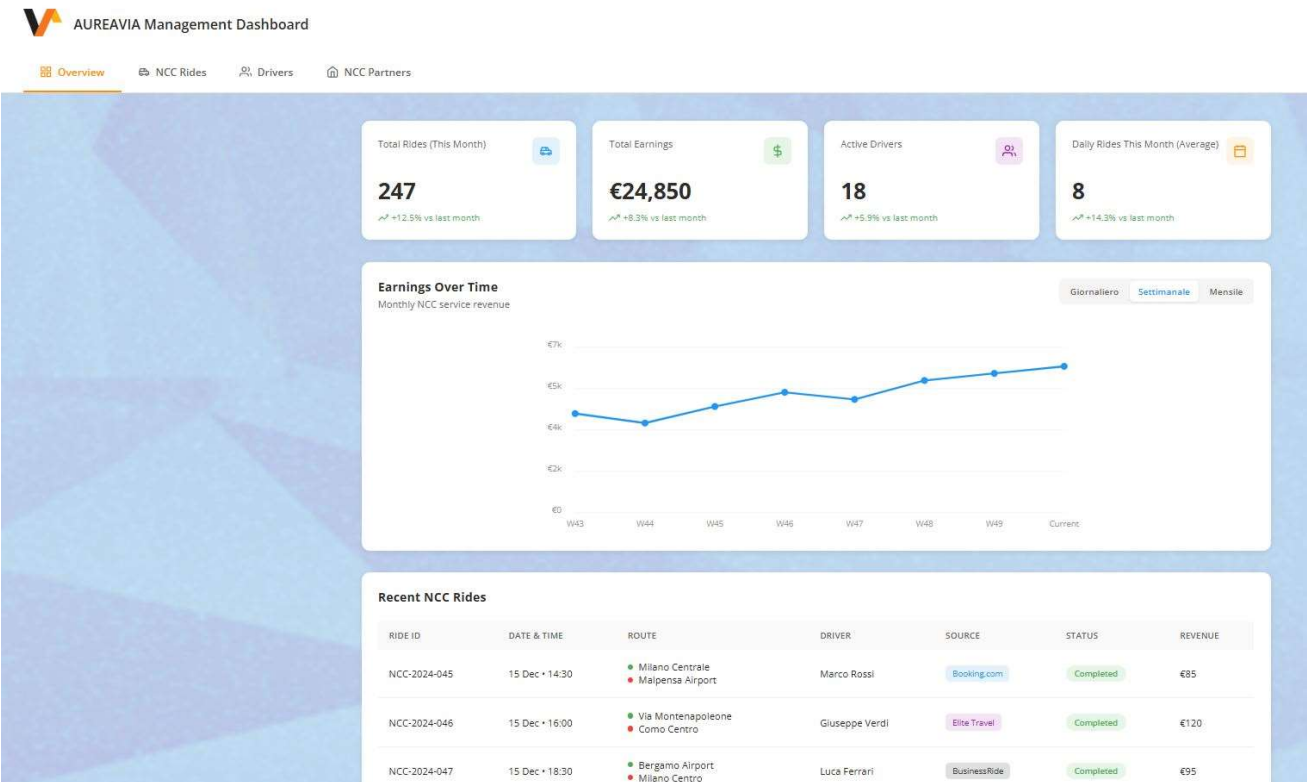 AUREAVIA Management Dashboard
Overview NCC Rides Drivers NCC Partners
Total Rides (This Month)
247
+12.5% vs last month
Total Earnings
$
€24,850
+8.3% vs last month
Active Drivers
18
+5.9% vs last month
Daily Rides This Month (Average)
8
+14.3% vs last month
Earnings Over Time
Monthly NCC service revenue
Giornaliero Settimanale Mensile
€7k
€5k
€4k
€2k
€0
W43 W44 W45 W46 W47 W48 W49 Current
Recent NCC Rides
RIDE ID DATE & TIME ROUTE DRIVER SOURCE STATUS REVENUE
NCC-2024-045 15 Dec • 14:30 Milano Centrale Marco Rossi Booking.com Completed €85
Malpensa Airport
NCC-2024-046 15 Dec • 16:00 Via Montenapoleone Giuseppe Verdi Elite Travel Completed €120
Como Centro
NCC-2024-047 15 Dec • 18:30 Bergamo Airport Luca Ferrari BusinessRide Completed €95
Milano Centro